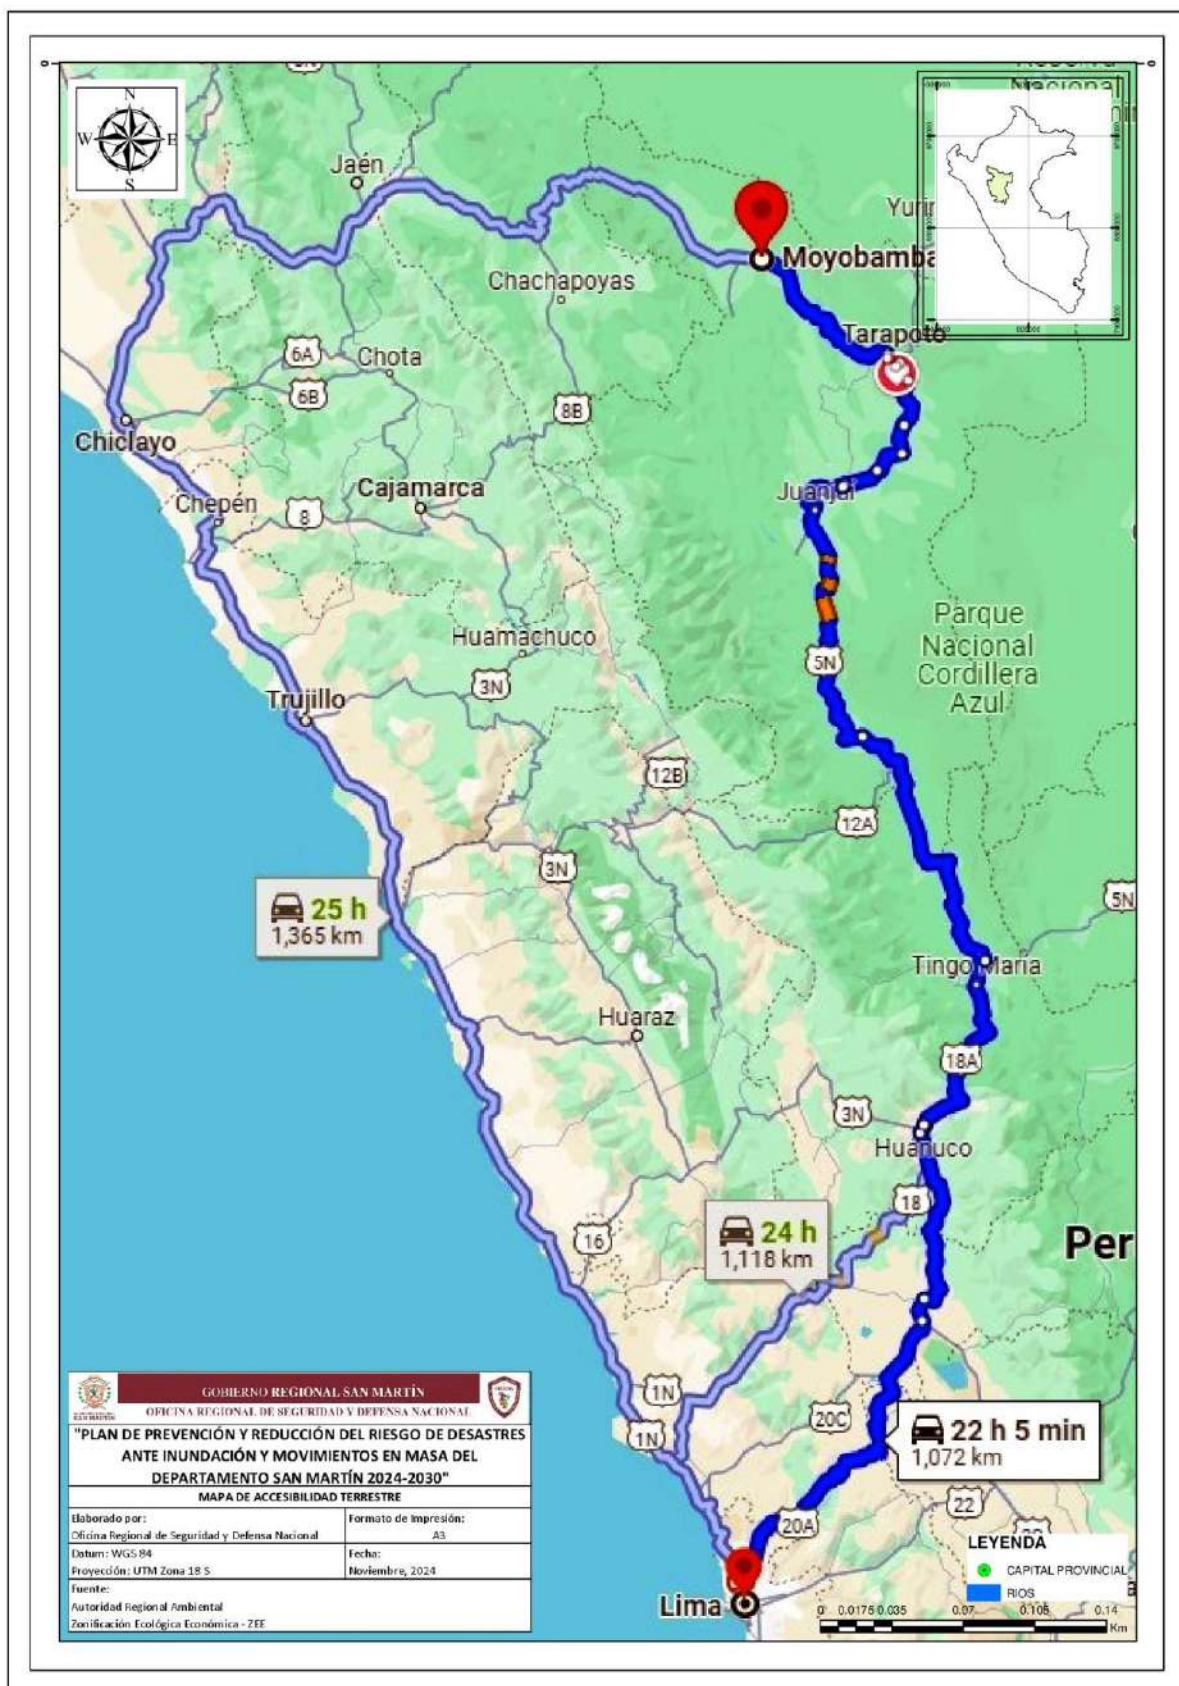 Nacional
N
W E
S
Jaén
Yurim
Moyobamba
Chachapoyas
Tarapoto
6A
Chota
6B
8B
Chiclayo
Juanjuí
Cajamarca
Chepén
8
Parque
Nacional
Cordillera
Azul
Huamachuco
5N
3N
Trujillo
12B
12A
3N
5N
25 h
1,365 km
Tingo María
Huaraz
18A
3N
Huánuco
18
24 h
1,118 km
16
Per
1N
20C
1N
22 h 5 min
1,072 km
22
20A
Lima
GOBIERNO REGIONAL SAN MARTÍN
OFICINA REGIONAL DE SEGURIDAD Y DEFENSA NACIONAL
"PLAN DE PREVENCIÓN Y REDUCCIÓN DEL RIESGO DE DESASTRES
ANTE INUNDACIÓN Y MOVIMIENTOS EN MASA DEL
DEPARTAMENTO SAN MARTÍN 2024-2030"
MAPA DE ACCESIBILIDAD TERRESTRE
Elaborado por:
Oficina Regional de Seguridad y Defensa Nacional
Formato de Impresión:
A3
Datum: WGS 84
Proyección: UTM Zona 18 S
Fecha:
Noviembre, 2024
Fuente:
Autoridad Regional Ambiental
Zonificación Ecológica Económica - ZEE
LEYENDA
CAPITAL PROVINCIAL
RIOS
0 0.0175 0.035 0.07 0.105 0.14
Km